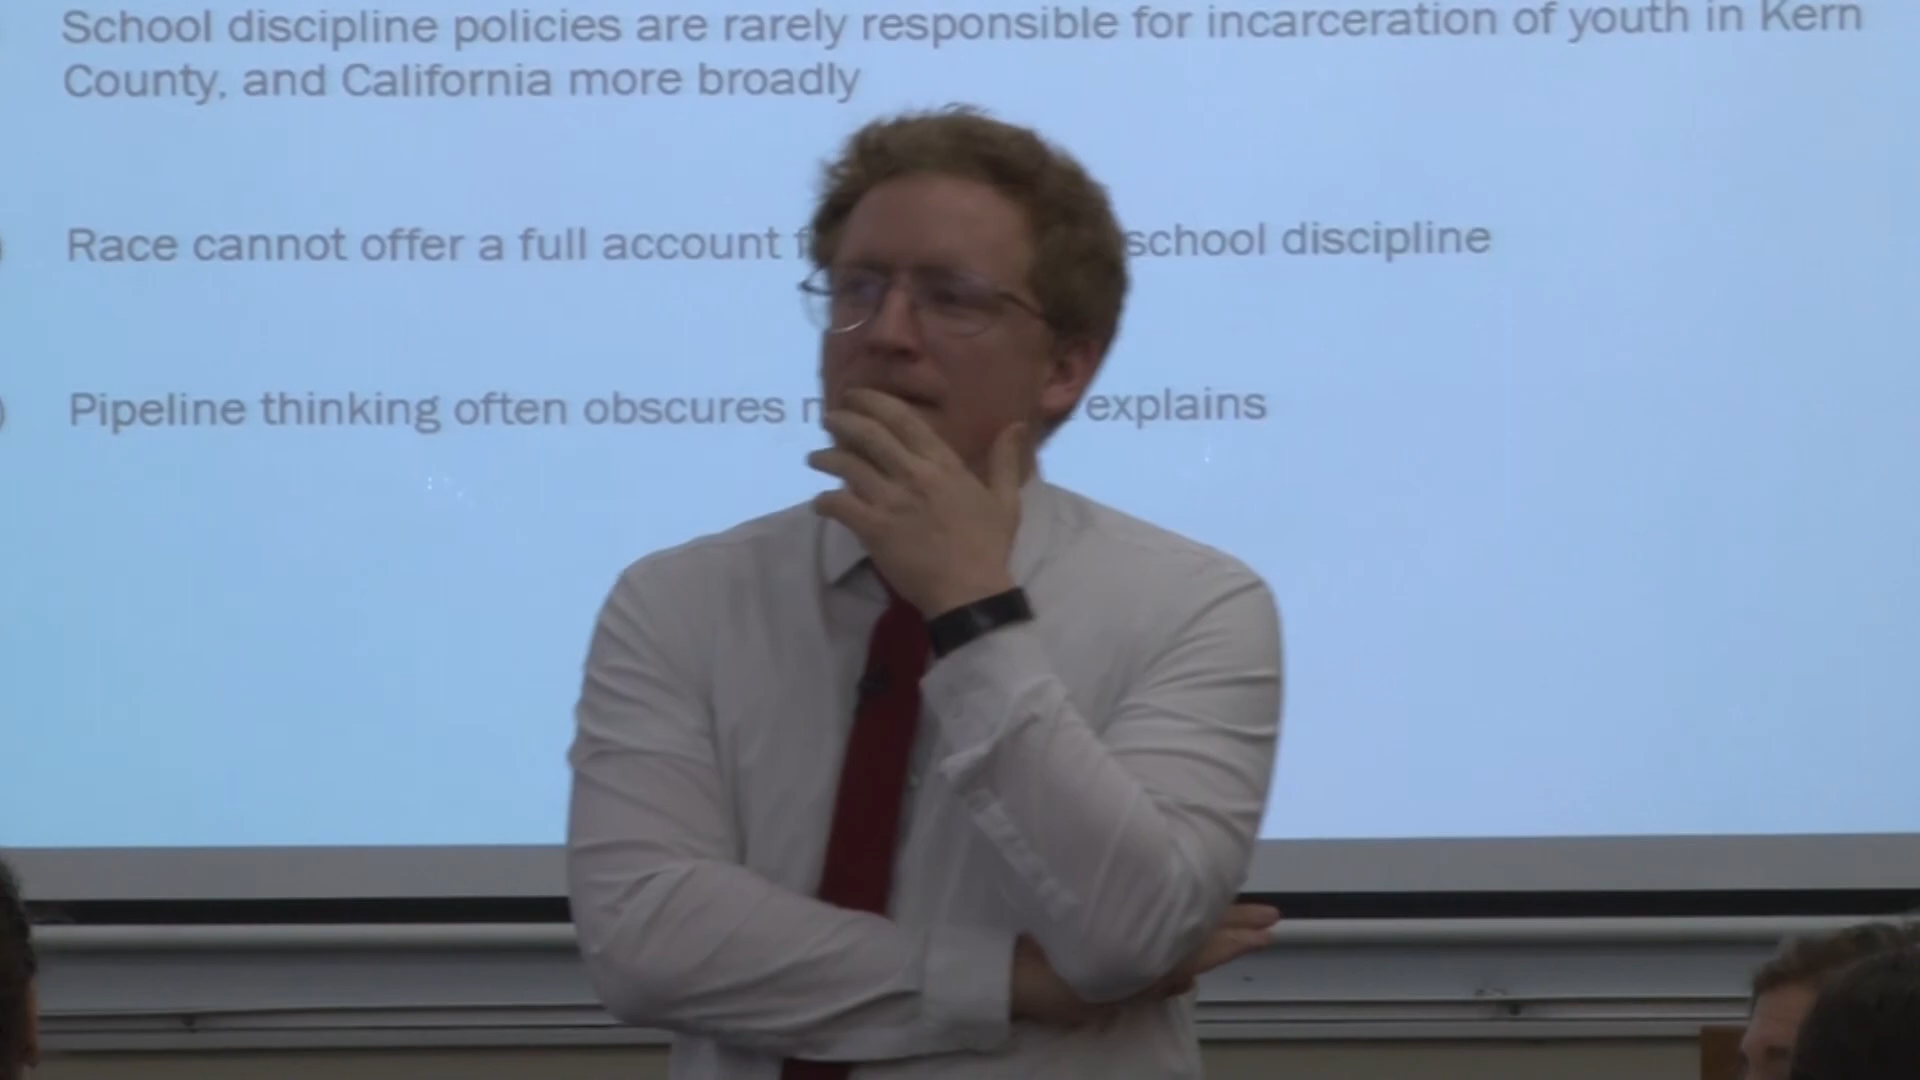 School discipline policies are rarely responsible for incarceration of youth in Kern
County, and California more broadly
Race cannot offer a full account school discipline
Pipeline thinking often obscures explains